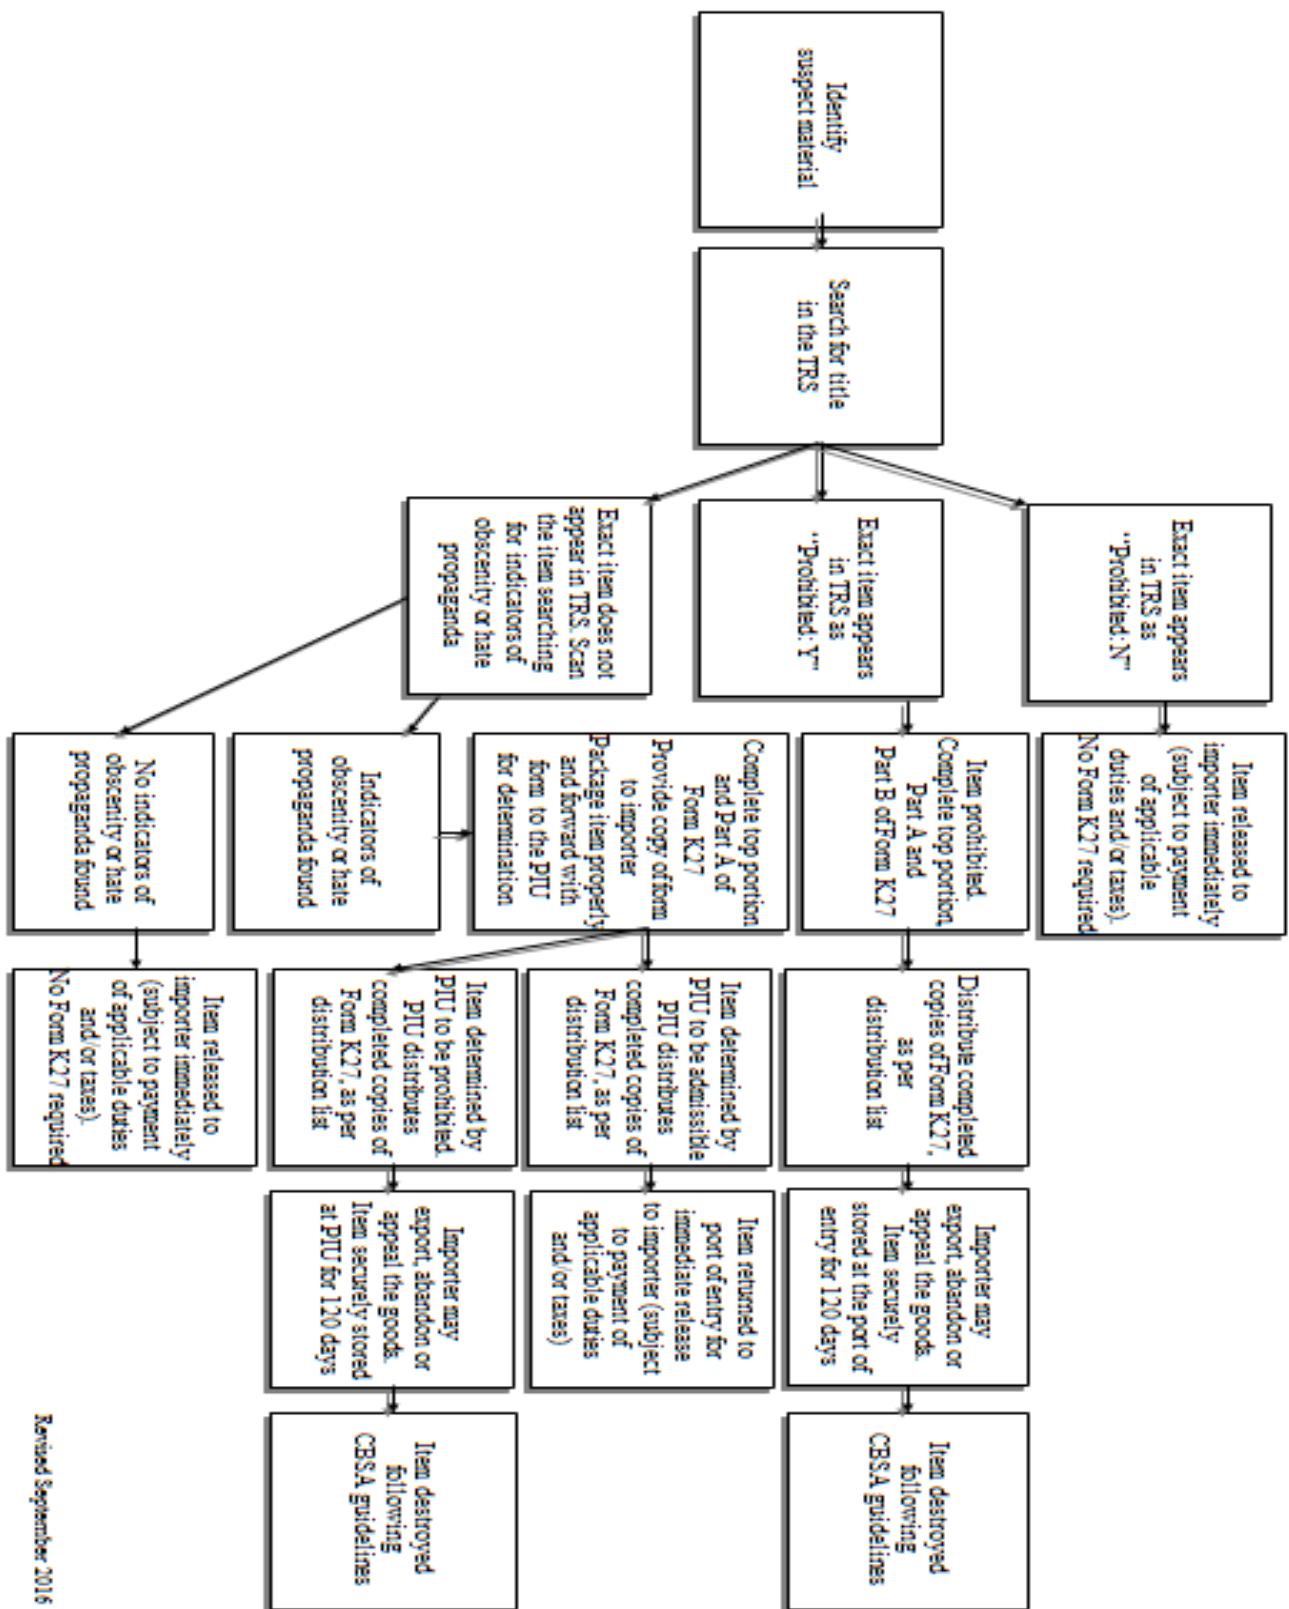 Identify
suspect material
Search for title
in the TRS
Exact item appears
in TRS as
"Prohibited: N"
Exact item appears
in TRS as
"Prohibited: Y"
Exact item does not
appear in TRS. Scan
the item searching
for indicators of
obscenity or hate
propaganda
Item released to
importer immediately
(subject to payment
of applicable
duties and/or taxes).
No Form K27 required
Item prohibited.
Complete top portion,
Part A and
Part B of Form K27
Complete top portion
and Part A of
Form K27
Provide copy of form
to importer
Package item properly
and forward with
form to the PIU
for determination
Indicators of
obscenity or hate
propaganda found
No indicators of
obscenity or hate
propaganda found
Distribute completed
copies of Form K27,
as per
distribution list
Item determined by
PIU to be admissible
PIU distributes
completed copies of
Form K27, as per
distribution list
Item determined by
PIU to be prohibited.
PIU distributes
completed copies of
Form K27, as per
distribution list
Item released to
importer immediately
(subject to payment
of applicable duties
and/or taxes).
No Form K27 required
Importer may
export, abandon or
appeal the goods.
Item securely
stored at the port of
entry for 120 days
Item returned to
port of entry for
immediate release
to importer (subject
to payment of
applicable duties
and/or taxes)
Importer may
export, abandon or
appeal the goods.
Item securely stored
at PIU for 120 days
Item destroyed
following
CBSA guidelines
Item destroyed
following
CBSA guidelines
Revised September 2016